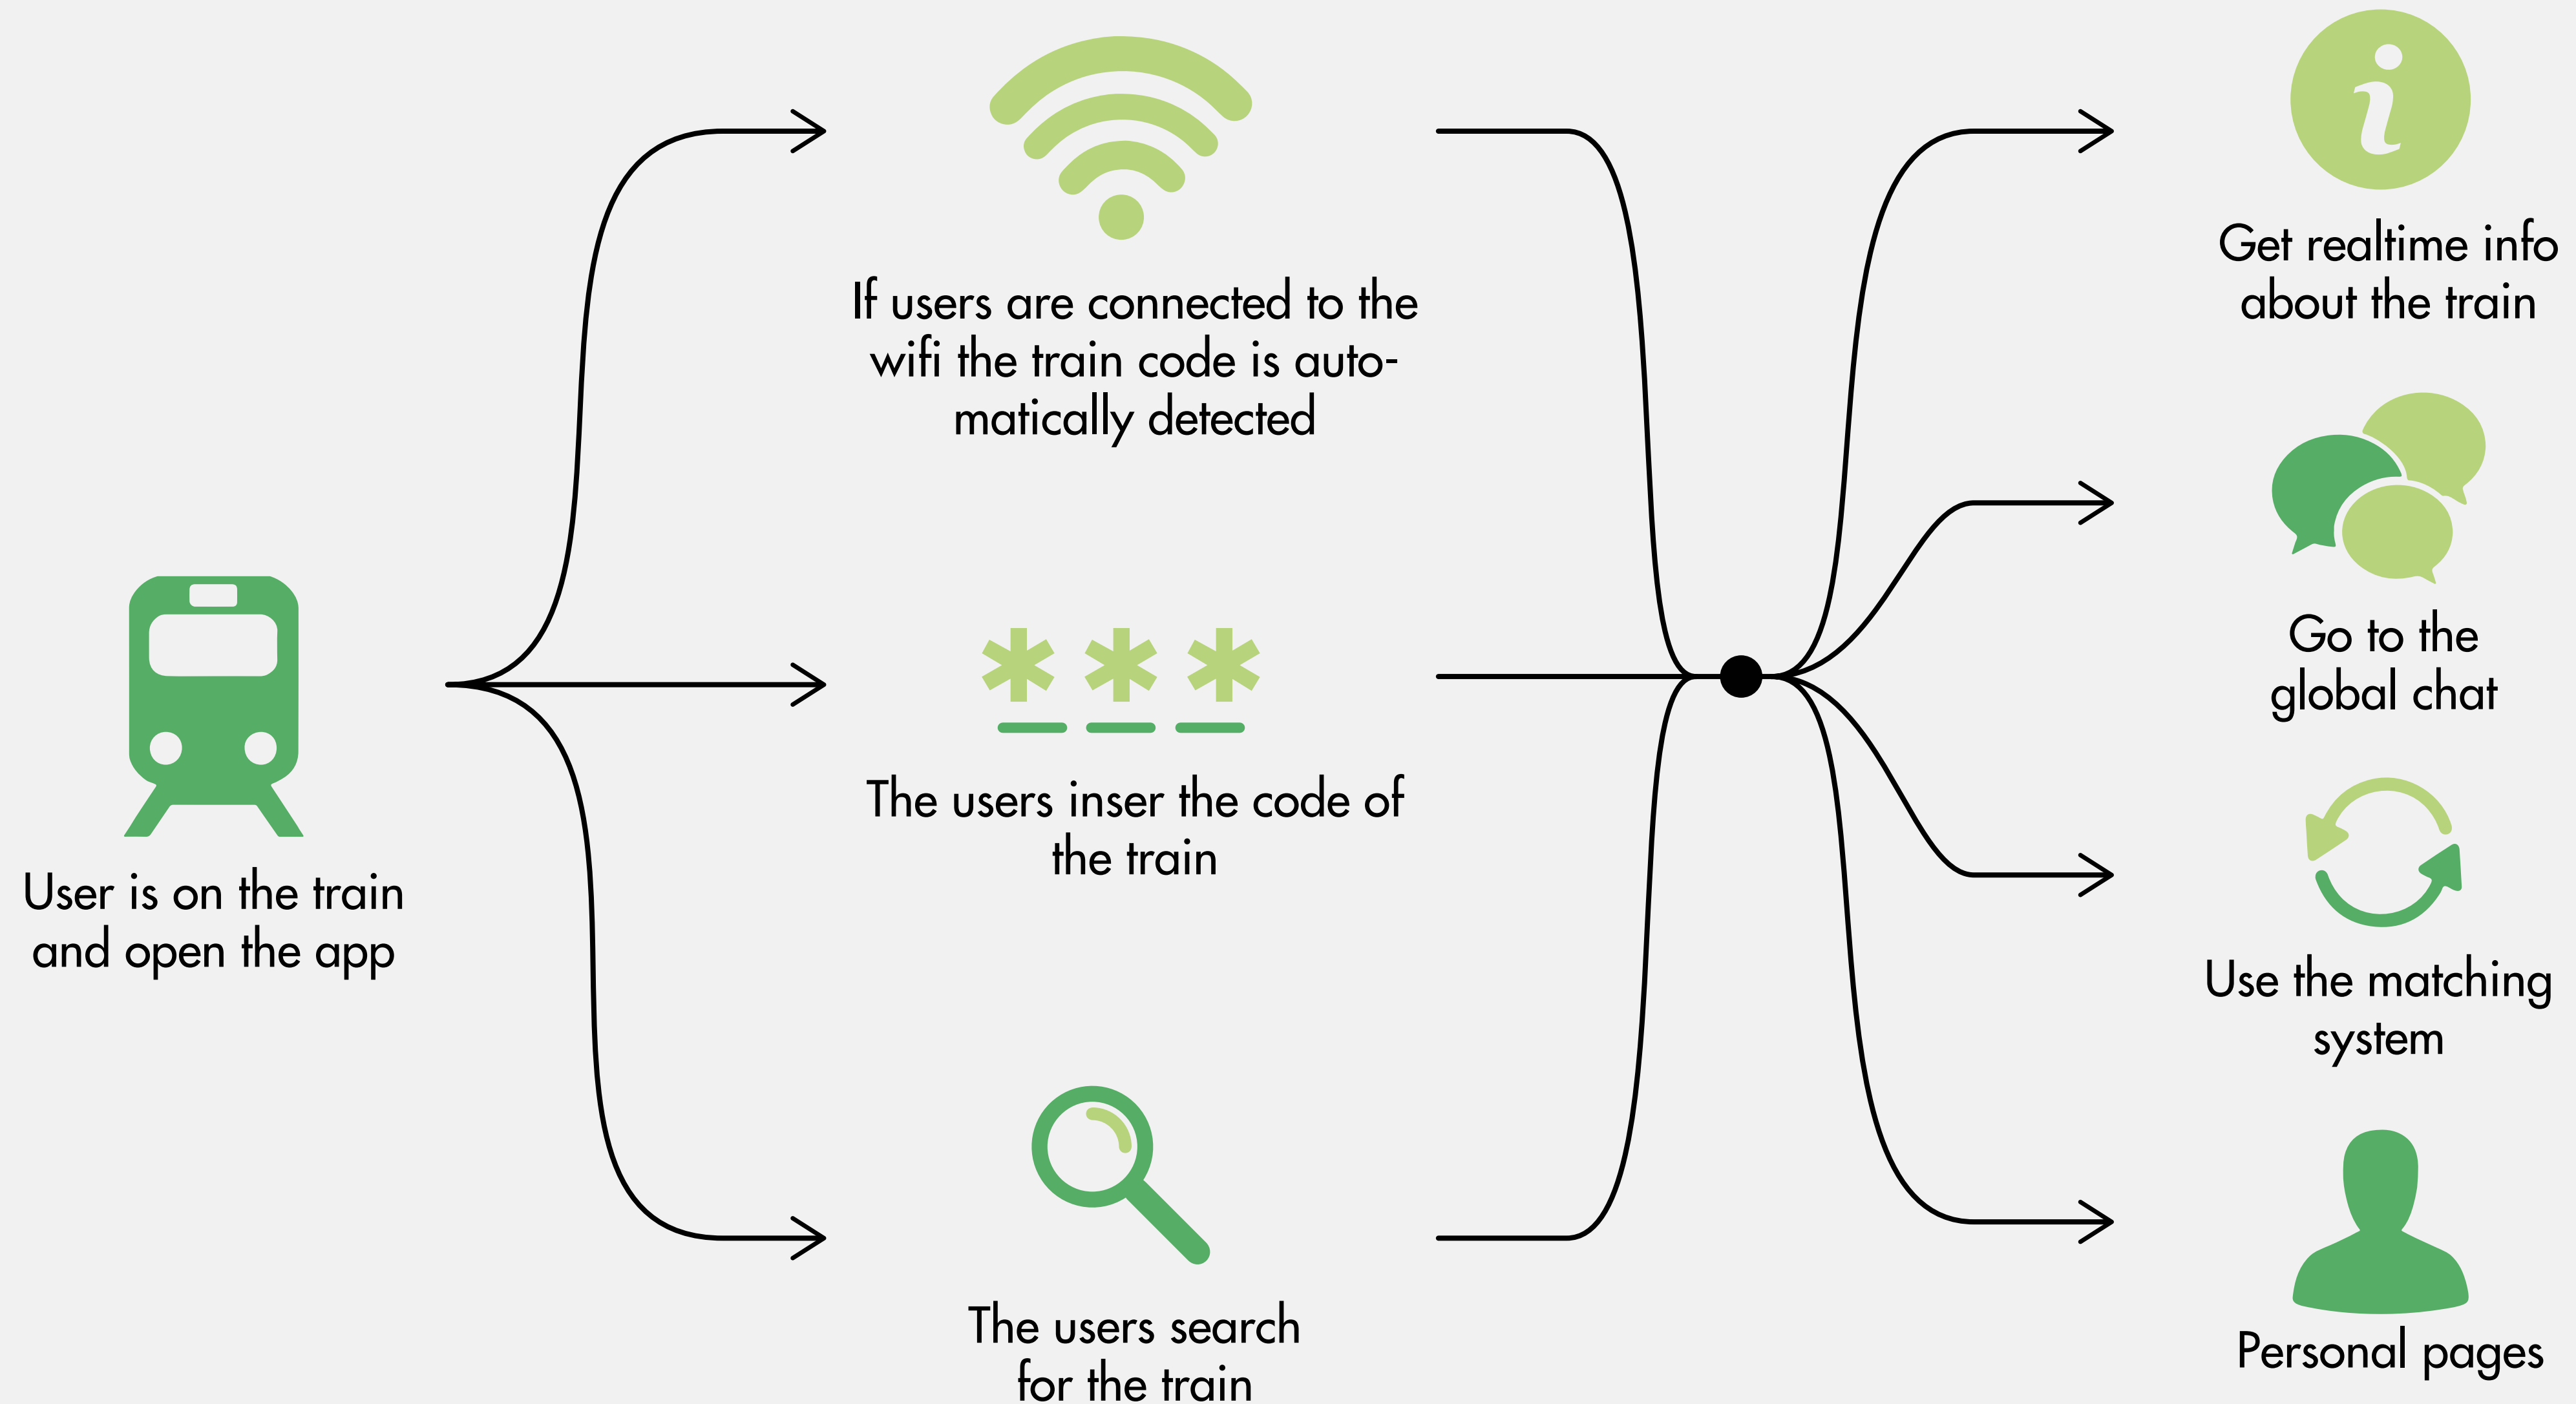 User is on the train
and open the app
If users are connected to the
wifi the train code is auto-
matically detected
The users inser the code of
the train
The users search
for the train
Get realtime info
about the train
Go to the
global chat
Use the matching
system
Personal pages